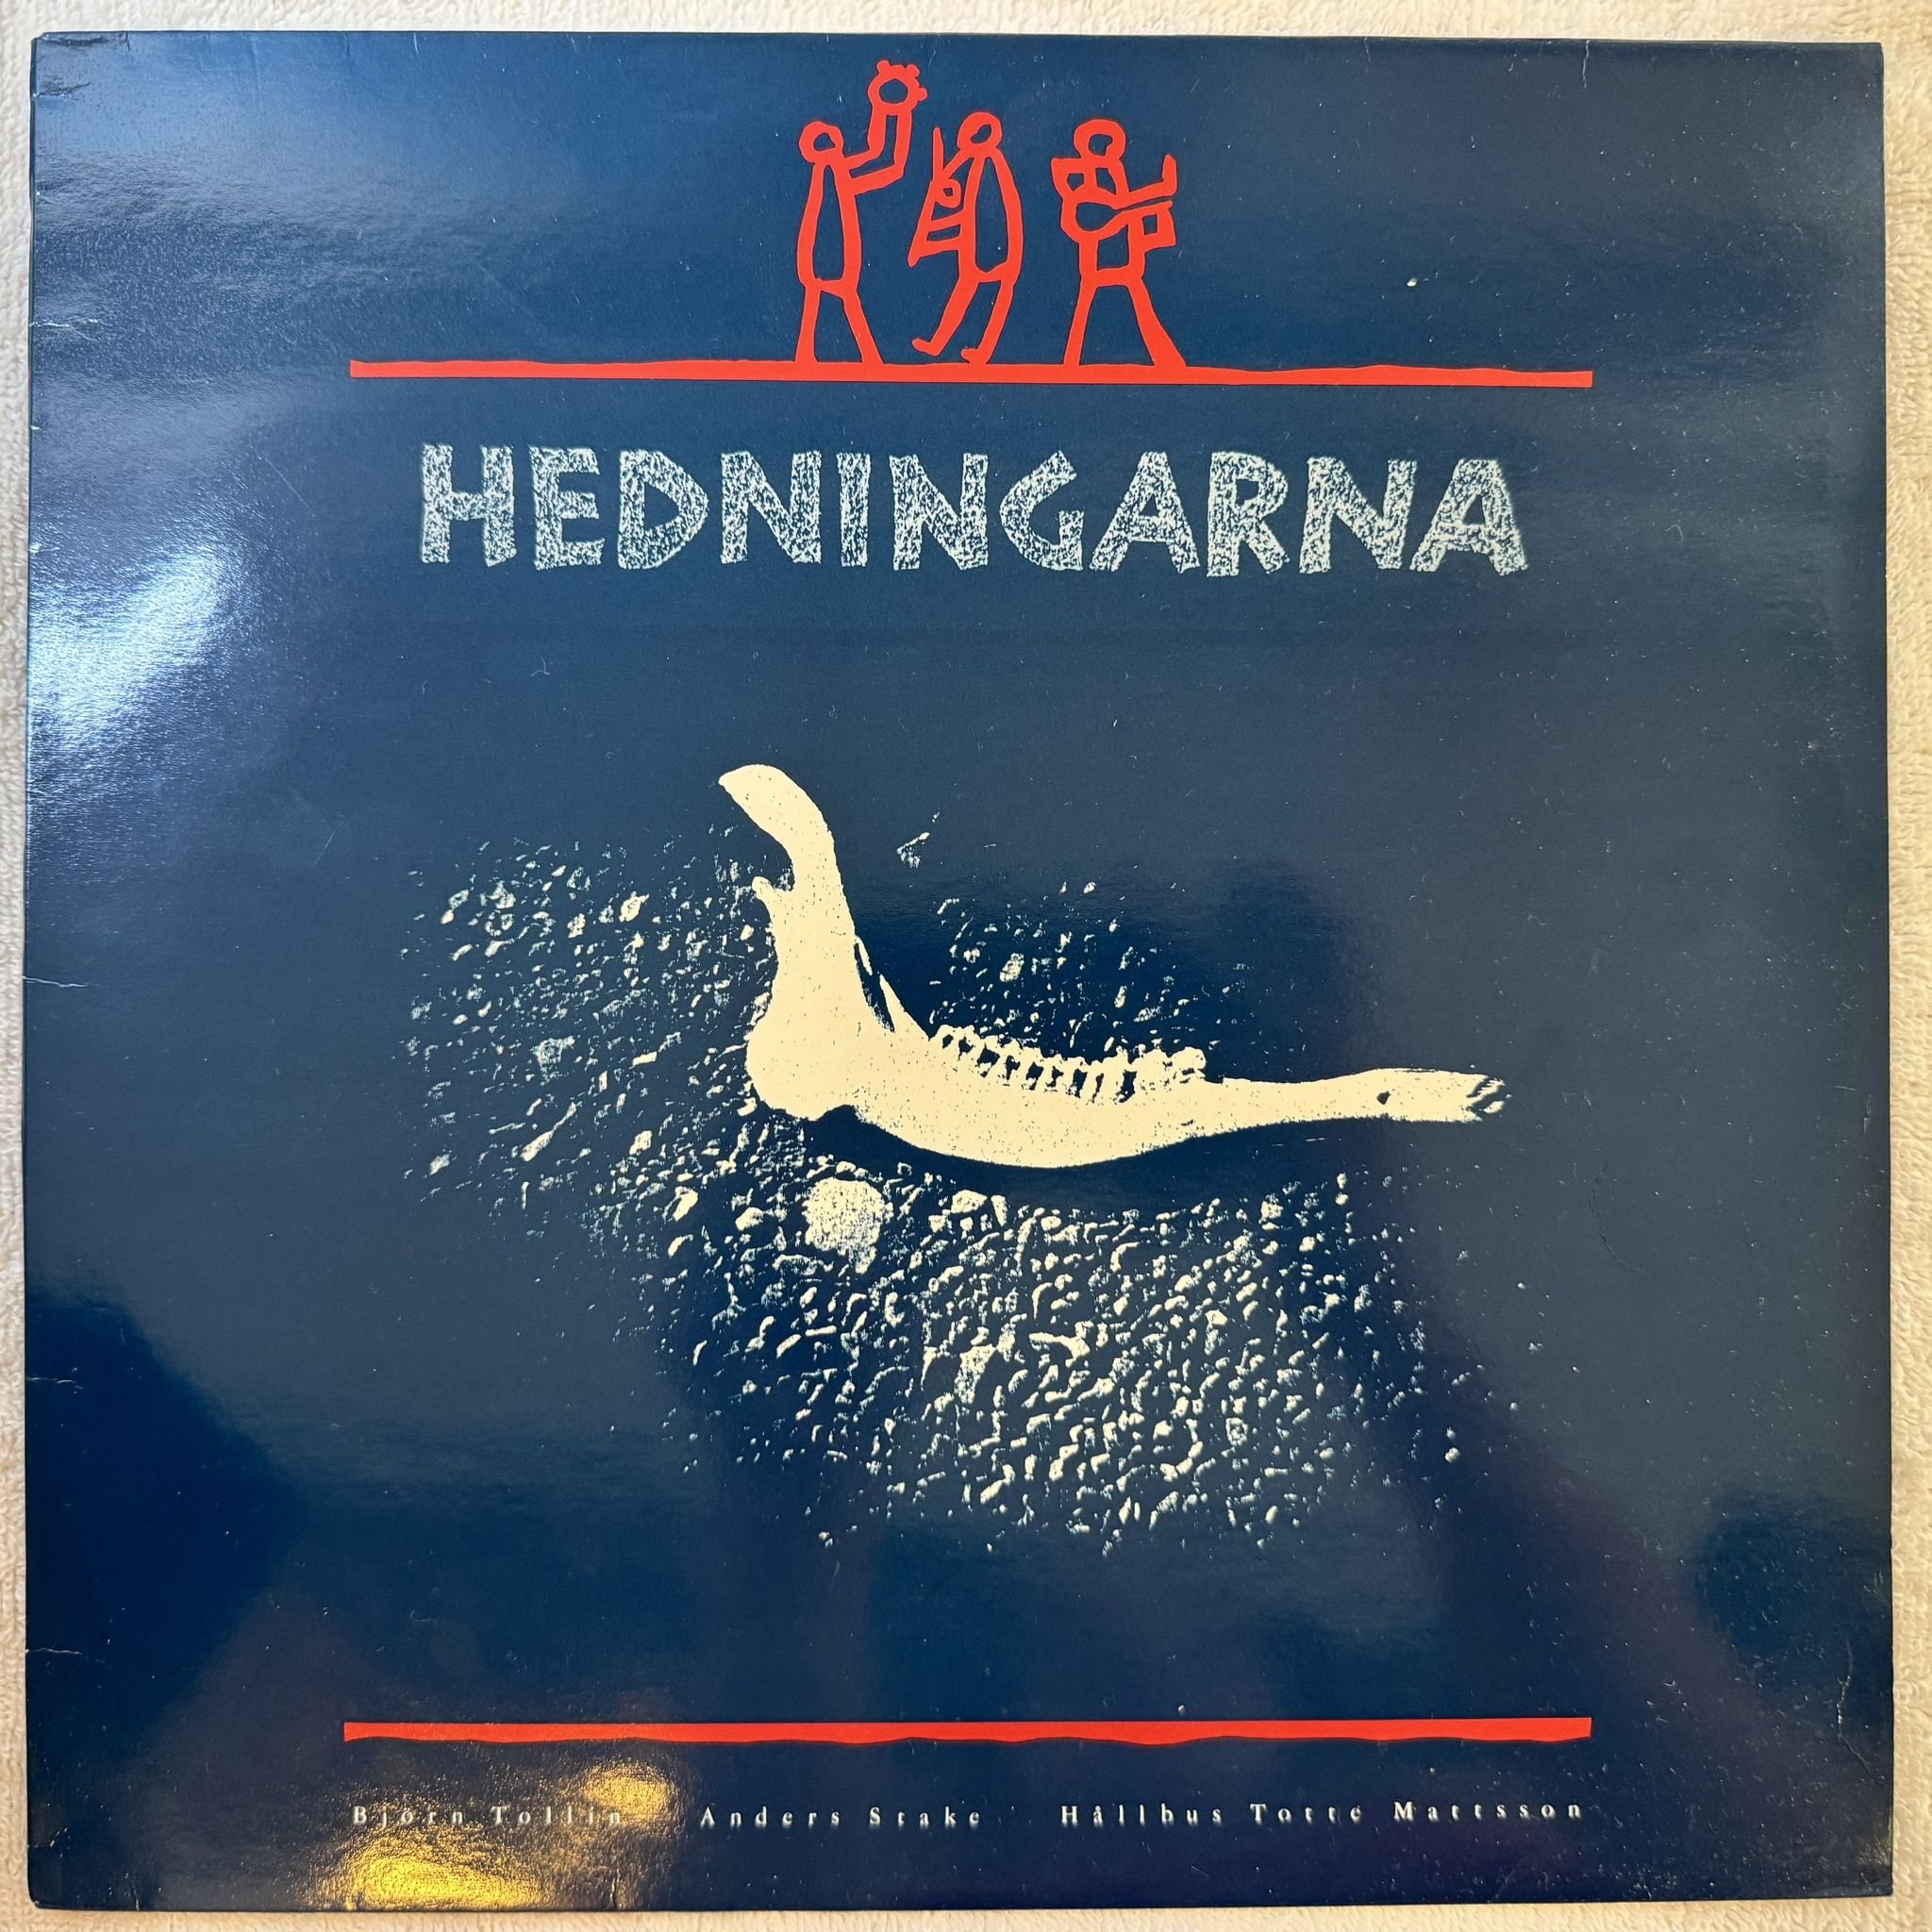 HEDNINGARNA
Björn Tollin Anders Stake Hållbus Totte Mattsson